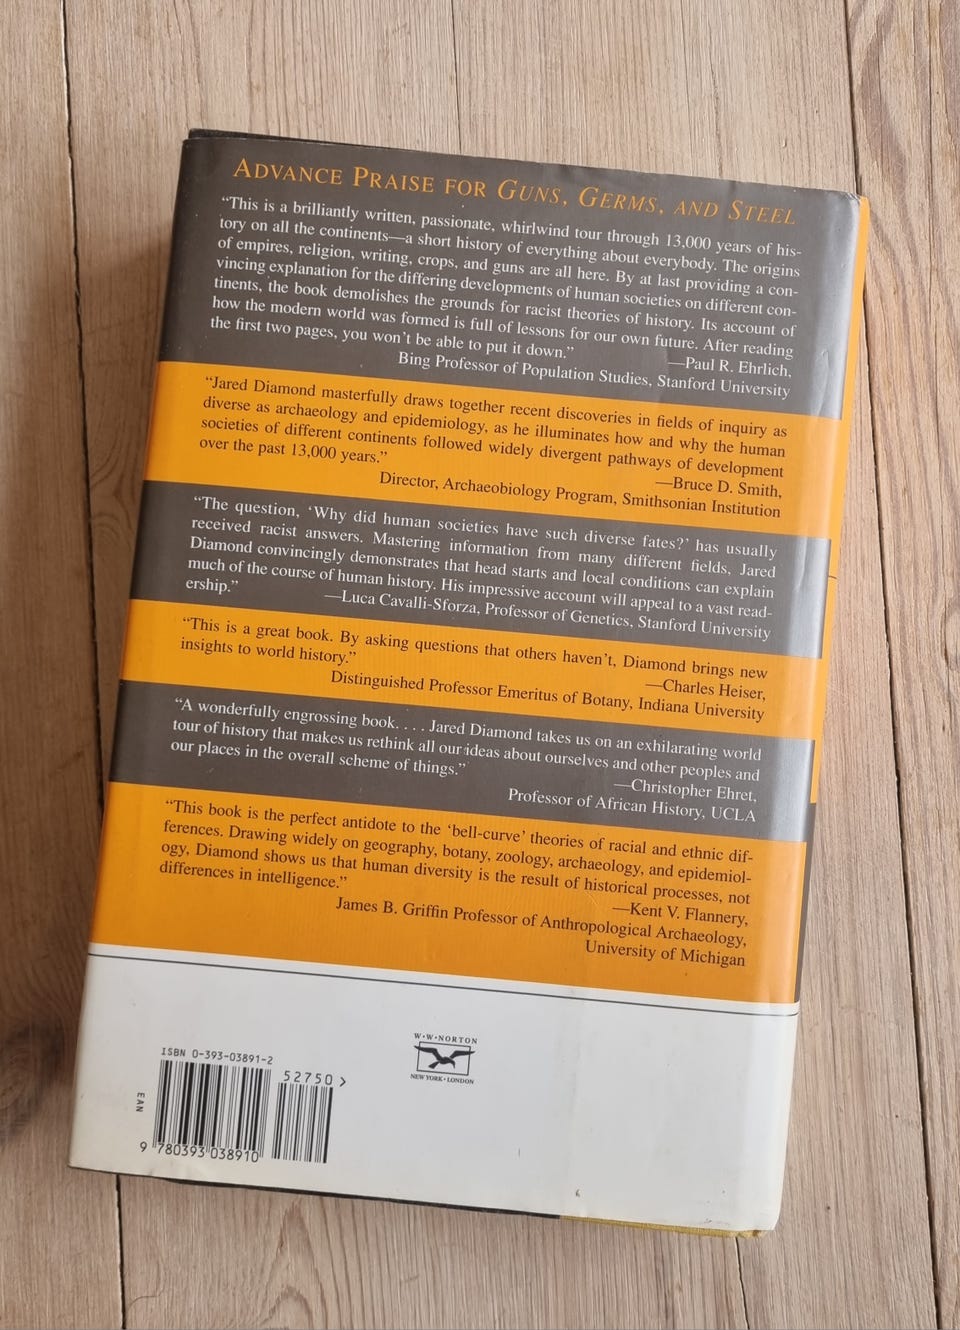 ADVANCE PRAISE FOR GUNS, GERMS, AND STEEL
“This is a brilliantly written, passionate, whirlwind tour through 13,000 years of his-
tory on all the continents—a short history of everything about everybody. The origins
of empires, religion, writing, crops, and guns are all here. By at last providing a con-
vincing explanation for the differing developments of human societies on different con-
tinents, the book demolishes the grounds for racist theories of history. Its account of
how the modern world was formed is full of lessons for our own future. After reading
the first two pages, you won't be able to put it down.”
—Paul R. Ehrlich,
Bing Professor of Population Studies, Stanford University
“Jared Diamond masterfully draws together recent discoveries in fields of inquiry as
diverse as archaeology and epidemiology, as he illuminates how and why the human
societies of different continents followed widely divergent pathways of development
over the past 13,000 years.”
—Bruce D. Smith,
Director, Archaeobiology Program, Smithsonian Institution
“The question, ‘Why did human societies have such diverse fates?’ has usually
received racist answers. Mastering information from many different fields, Jared
Diamond convincingly demonstrates that head starts and local conditions can explain
much of the course of human history. His impressive account will appeal to a vast read-
ership.” —Luca Cavalli-Sforza, Professor of Genetics, Stanford University
“This is a great book. By asking questions that others haven't, Diamond brings new
insights to world history.”
—Charles Heiser,
Distinguished Professor Emeritus of Botany, Indiana University
“A wonderfully engrossing book. . . . Jared Diamond takes us on an exhilarating world
tour of history that makes us rethink all our ideas about ourselves and other peoples and
our places in the overall scheme of things.”
—Christopher Ehret,
Professor of African History, UCLA
“This book is the perfect antidote to the ‘bell-curve’ theories of racial and ethnic dif-
ferences. Drawing widely on geography, botany, zoology, archaeology, and epidemiol-
ogy, Diamond shows us that human diversity is the result of historical processes, not
differences in intelligence.”
—Kent V. Flannery,
James B. Griffin Professor of Anthropological Archaeology,
University of Michigan
W·W·NORTON
NEW YORK · LONDON
ISBN 0-393-03891-2
52750 >
EAN
9 780393 038910